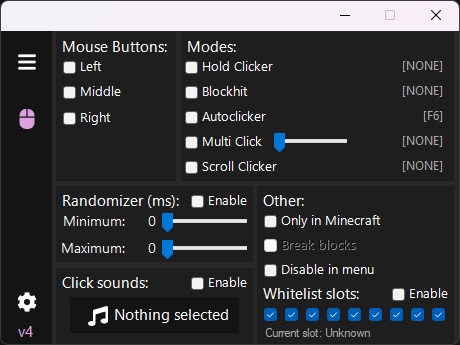 Mouse Buttons:
Left
Middle
Right
Modes:
Hold Clicker [NONE]
Blockhit [NONE]
Autoclicker [F6]
Multi Click [NONE]
Scroll Clicker [NONE]
Randomizer (ms): Enable
Minimum: 0
Maximum: 0
Click sounds: Enable
Nothing selected
Other:
Only in Minecraft
Break blocks
Disable in menu
Whitelist slots: Enable
Current slot: Unknown
v4